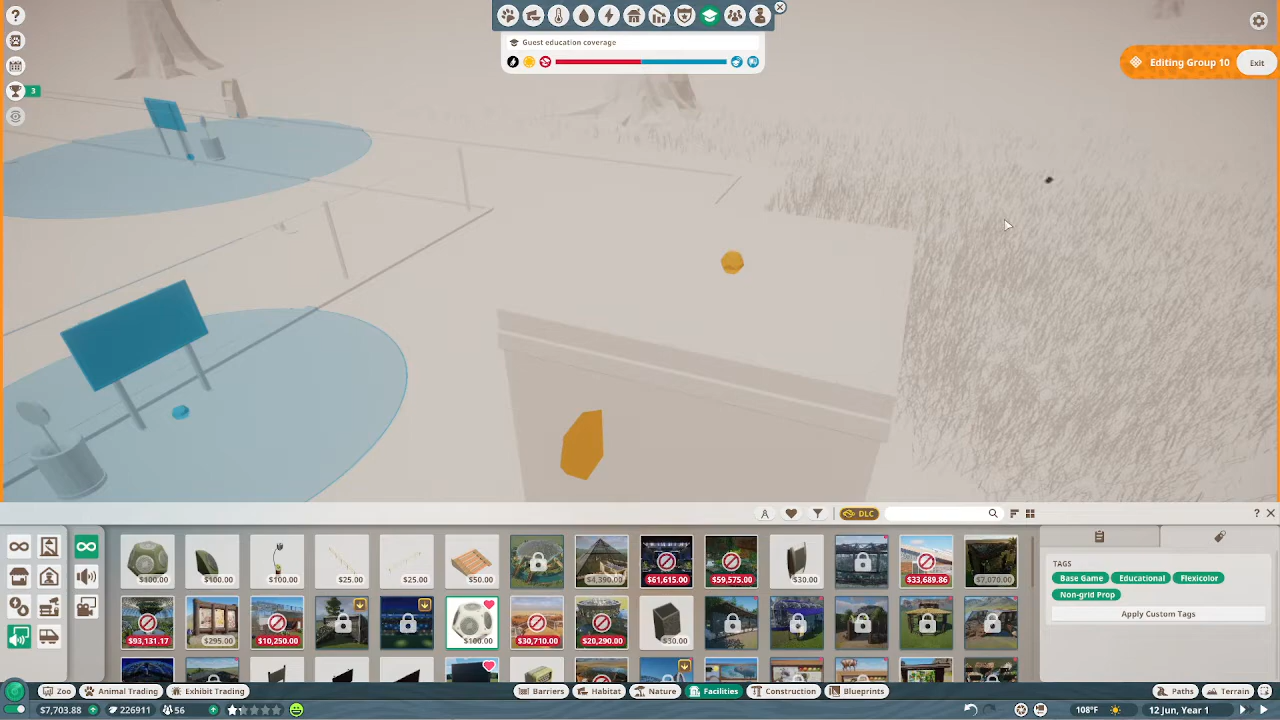 ?
3
Guest education coverage
Editing Group 10
Exit
DLC
?
$100.00
$100.00
$100.00
$25.00
$25.00
$50.00
$4,390.00
$61,615.00
$59,575.00
$30.00
$33,689.86
$7,070.00
$93,131.17
$295.00
$10,250.00
$100.00
$30,710.00
$20,290.00
$30.00
TAGS
Base Game
Educational
Flexicolor
Non-grid Prop
Apply Custom Tags
Zoo
Animal Trading
Exhibit Trading
Barriers
Habitat
Nature
Facilities
Construction
Blueprints
Paths
Terrain
$7,703.88
226911
56
108°F
12 Jun, Year 1